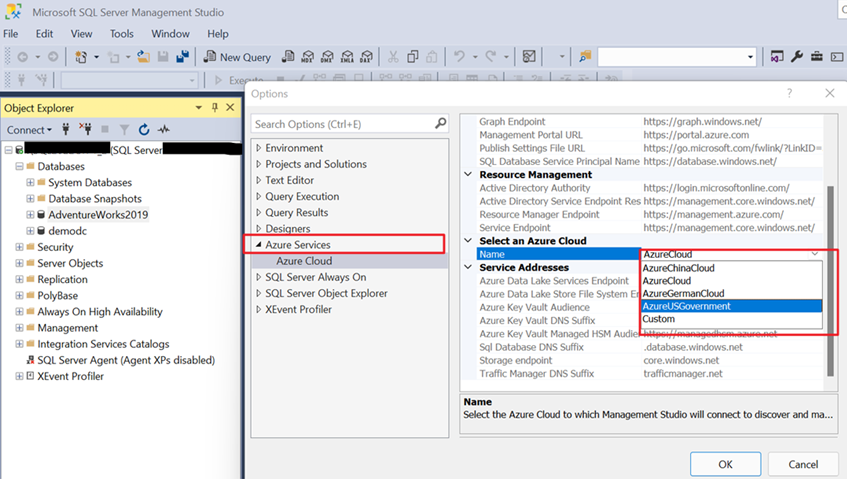 Microsoft SQL Server Management Studio
File Edit View Tools Window Help
New Query MDX DMX XMLA DAX
Execute
Object Explorer
Connect
(SQL Server
Databases
System Databases
Database Snapshots
AdventureWorks2019
democ
Security
Server Objects
Replication
PolyBase
Always On High Availability
Management
Integration Services Catalogs
SQL Server Agent (Agent XPs disabled)
XEvent Profiler
Options
Search Options (Ctrl+E)
Environment
Projects and Solutions
Text Editor
Query Execution
Query Results
Designers
Azure Services
Azure Cloud
SQL Server Always On
SQL Server Object Explorer
XEvent Profiler
Graph Endpoint https://graph.windows.net/
Management Portal URL https://portal.azure.com
Publish Settings File URL https://go.microsoft.com/fwlink/?LinkID=
SQL Database Service Principal Name https://database.windows.net/
Resource Management
Active Directory Authority https://login.microsoftonline.com/
Active Directory Service Endpoint Res https://management.core.windows.net/
Resource Manager Endpoint https://management.azure.com/
Service Endpoint https://management.core.windows.net/
Select an Azure Cloud
Name AzureCloud
AzureChinaCloud
AzureCloud
AzureGermanCloud
AzureUSGovernment
Custom
Service Addresses
Azure Data Lake Services Endpoint
Azure Data Lake Store File System En
Azure Key Vault Audience
Azure Key Vault DNS Suffix
Azure Key Vault Managed HSM Audie https://managedhsm.azure.net
Sql Database DNS Suffix .database.windows.net
Storage endpoint core.windows.net
Traffic Manager DNS Suffix trafficmanager.net
Name
Select the Azure Cloud to which Management Studio will connect to discover and ma...
OK Cancel